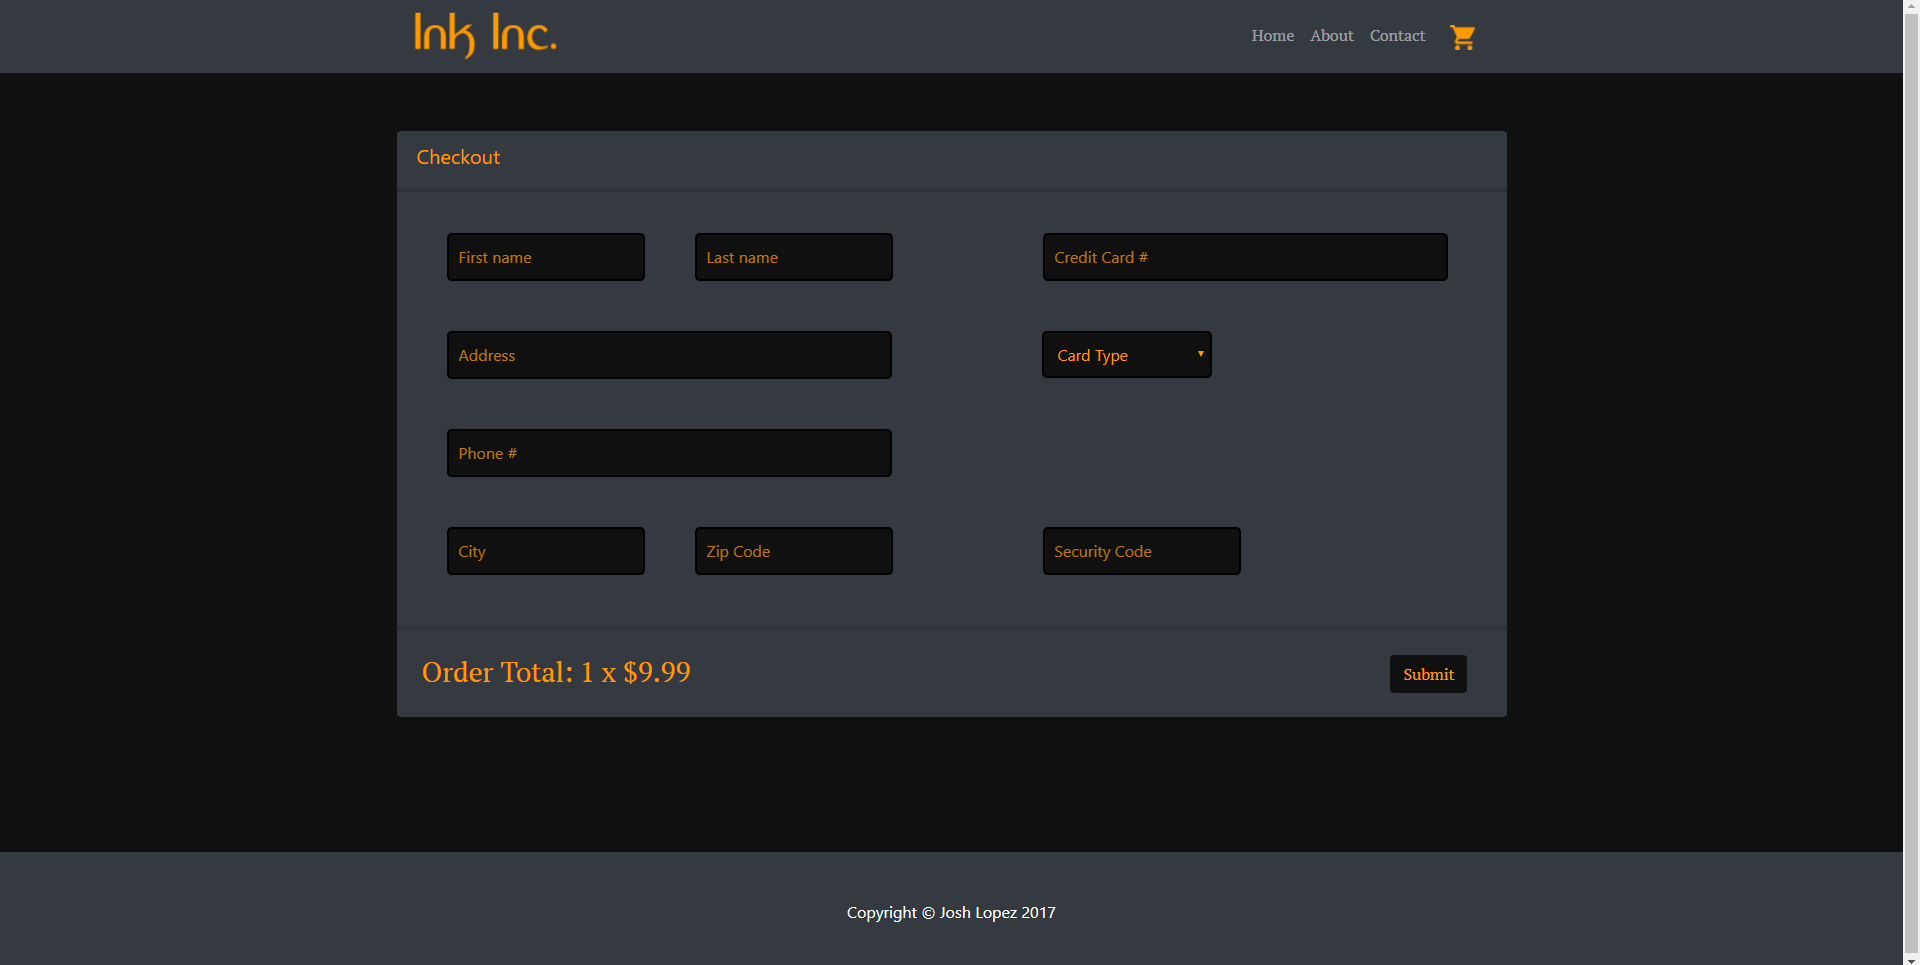 Ink Inc.
Home About Contact
Checkout
First name Last name Credit Card #
Address Card Type
Phone #
City Zip Code Security Code
Order Total: 1 x $9.99 Submit
Copyright © Josh Lopez 2017